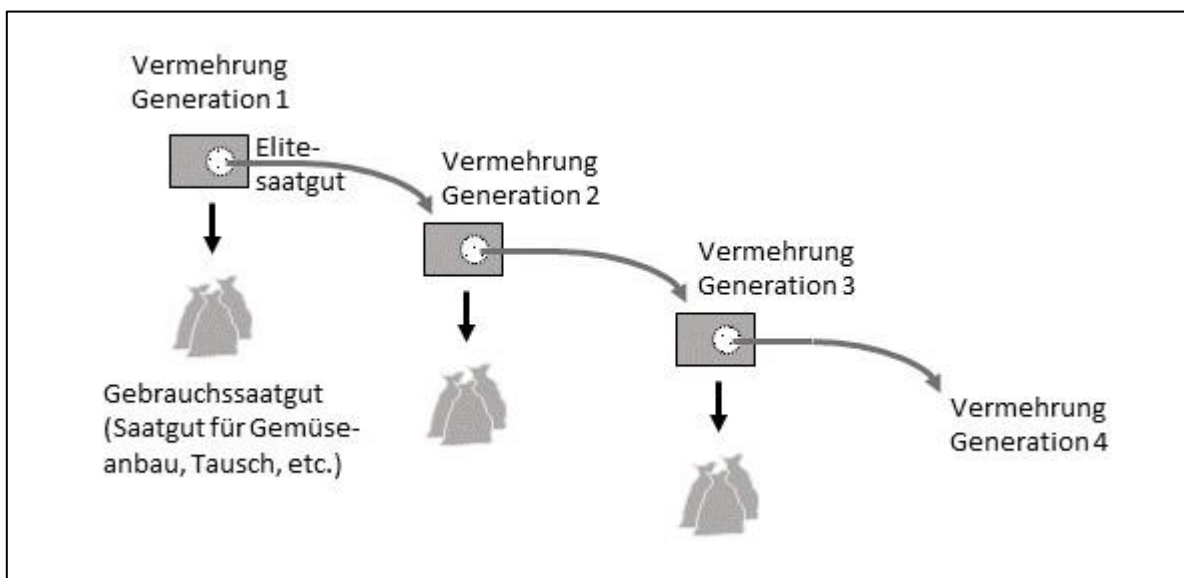 Vermehrung
Generation 1
Elite-
saatgut
Vermehrung
Generation 2
Vermehrung
Generation 3
Gebrauchssaatgut
(Saatgut für Gemüse-
anbau, Tausch, etc.)
Vermehrung
Generation 4